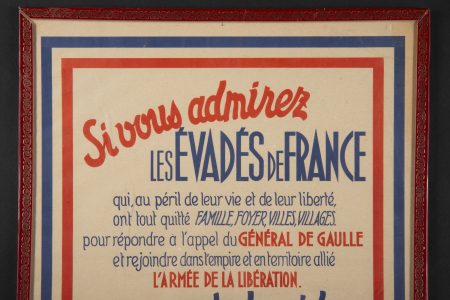 Si vous admirez
LES ÉVADÉS DE FRANCE
qui, au péril de leur vie et de leur liberté,
ont tout quitté FAMILLE, FOYER, VILLES, VILLAGES.
pour répondre à l'appel du GÉNÉRAL DE GAULLE
et rejoindre dans l'empire et en territoire allié
L'ARMÉE DE LA LIBÉRATION.